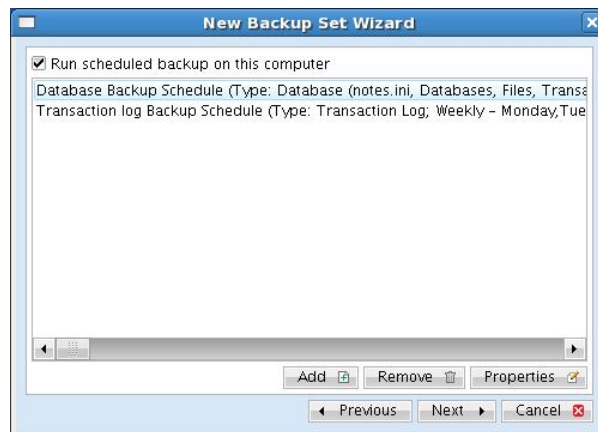 New Backup Set Wizard
Run scheduled backup on this computer
Database Backup Schedule (Type: Database (notes.ini, Databases, Files, Transa
Transaction log Backup Schedule (Type: Transaction Log; Weekly - Monday,Tue
Add Remove Properties
Previous Next Cancel